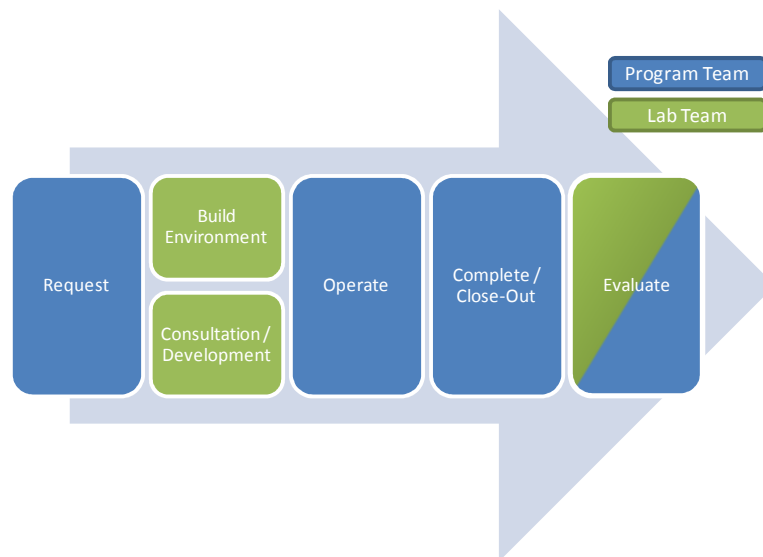 Program Team
Lab Team
Request
Build
Environment
Consultation /
Development
Operate
Complete /
Close-Out
Evaluate